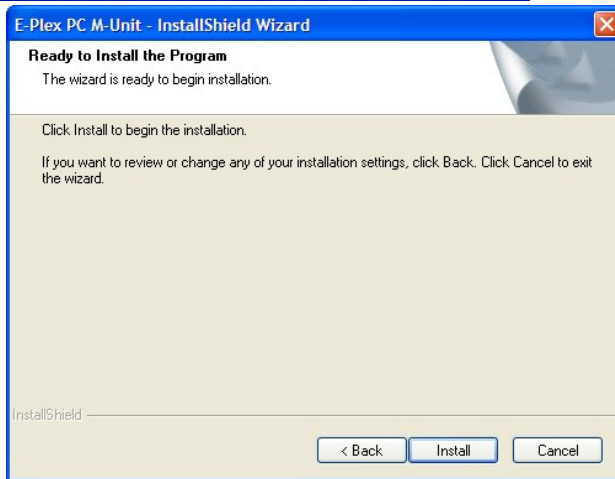 E-Plex PC M-Unit - InstallShield Wizard
Ready to Install the Program
The wizard is ready to begin installation.
Click Install to begin the installation.
If you want to review or change any of your installation settings, click Back. Click Cancel to exit
the wizard.
InstallShield
< Back Install Cancel